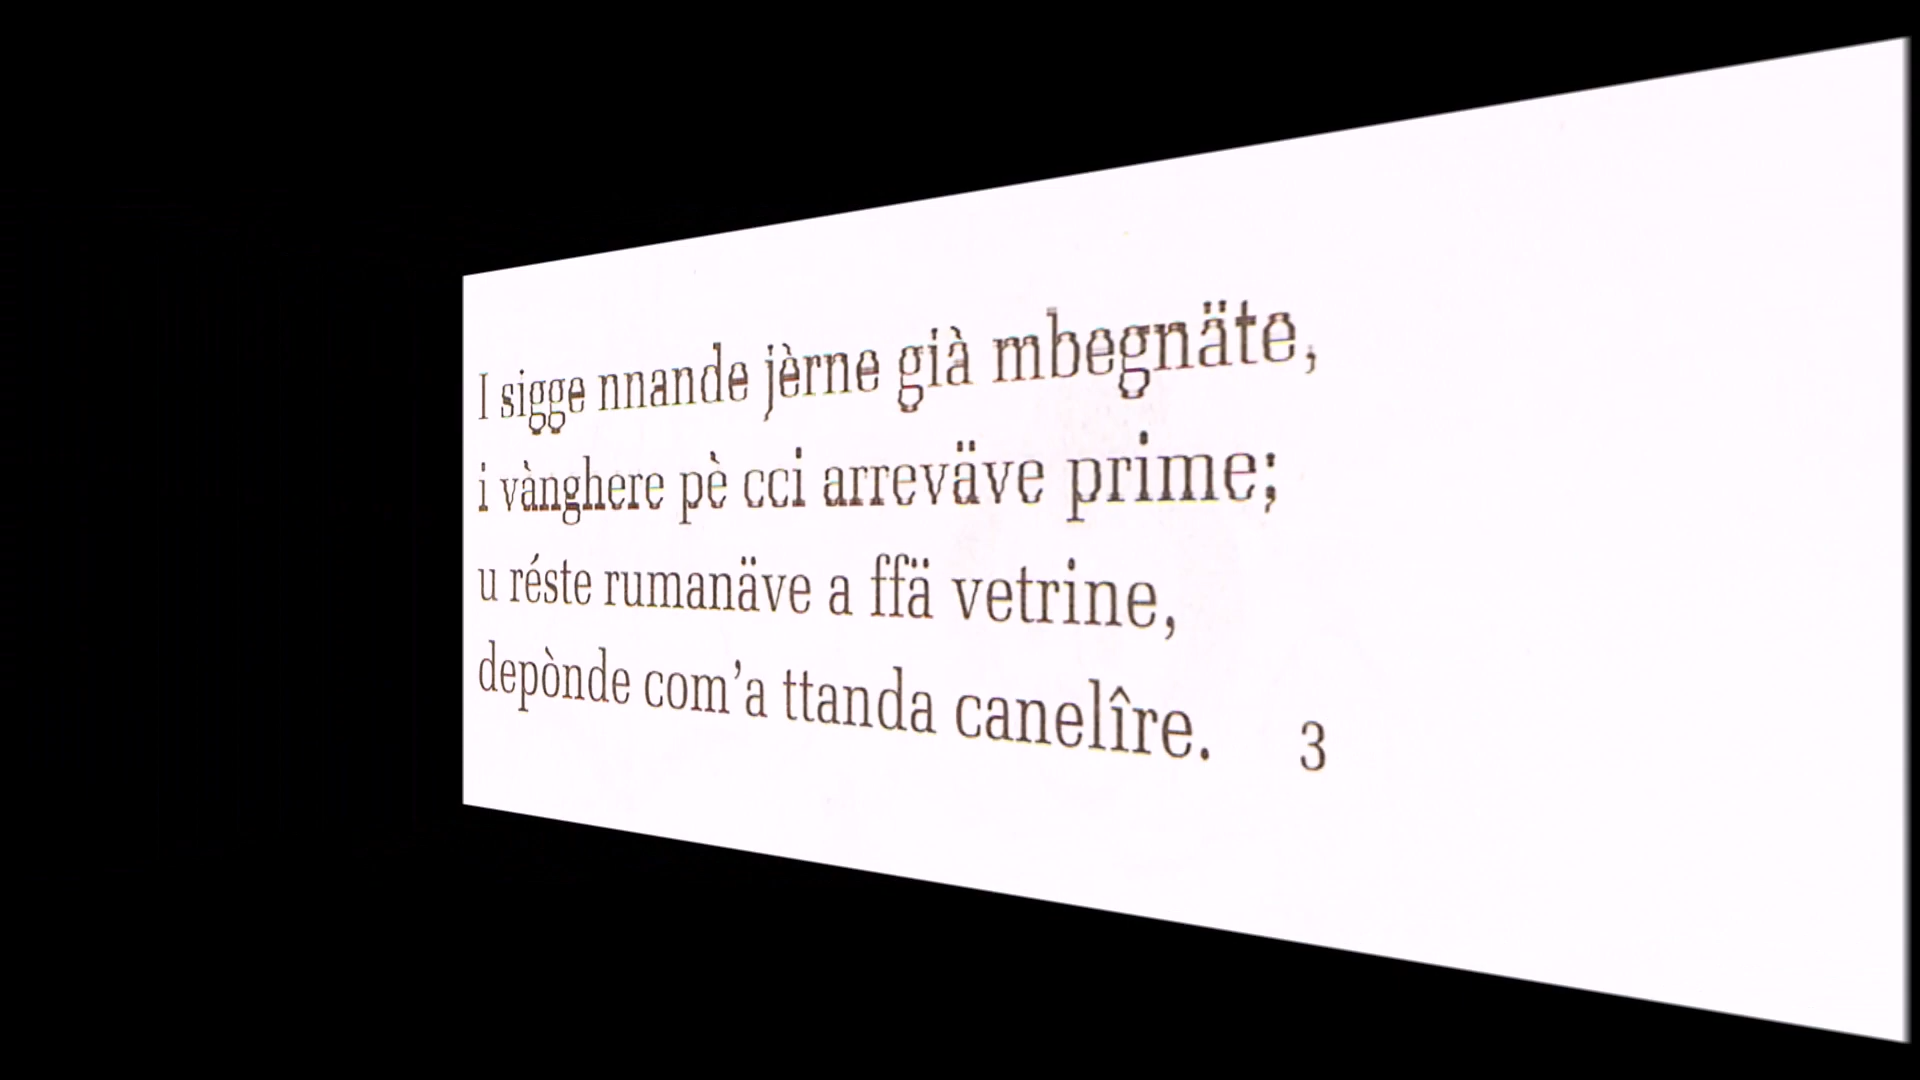 I sigge nnande jèrne già mbegnäte,
i vànghere pè cci arreväve prime;
u réste rumanäve a ffä vetrine,
depònde com’a ttanda canelîre. 3